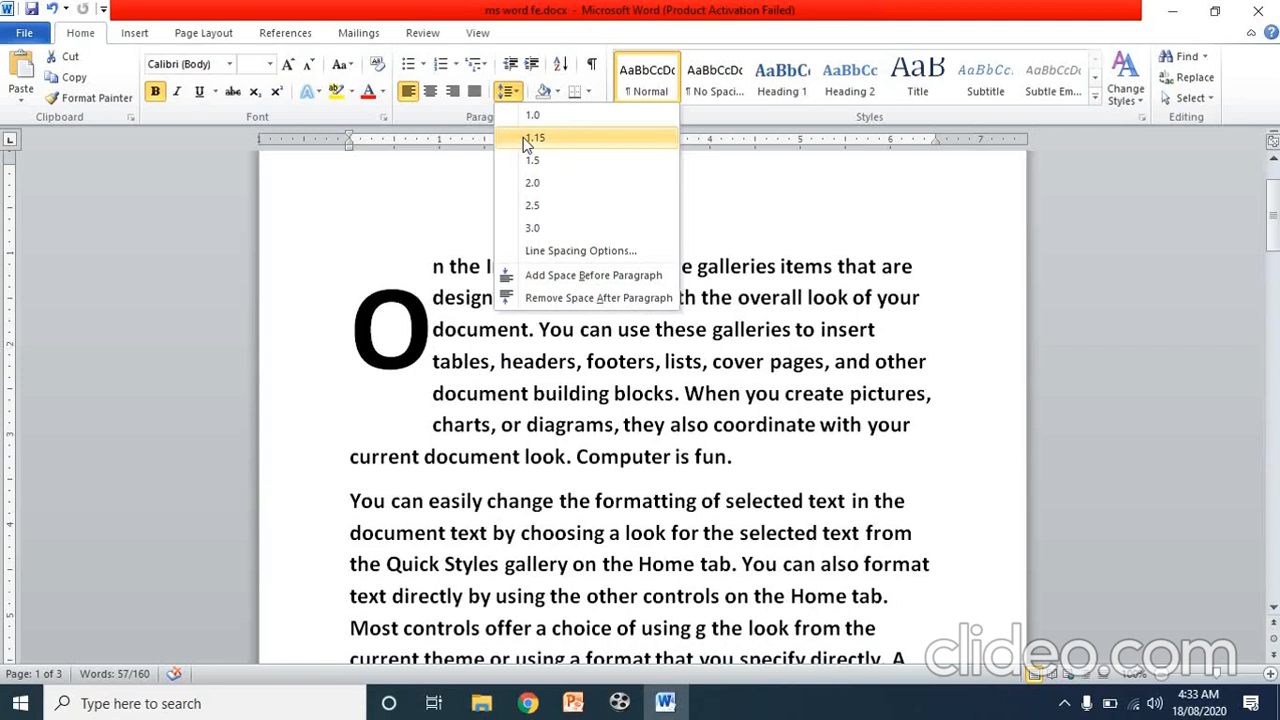 ms word fe.docx - Microsoft Word (Product Activation Failed)
File Home Insert Page Layout References Mailings Review View
Paste
Cut
Copy
Format Painter
Clipboard
Calibri (Body)
Aa
B I U
Font
Parag
AaBbCcDc AaBbCcDc AaBbCc AaBbCc AaB AaBbCcL AaBbCcDc
¶ Normal ¶ No Spaci... Heading 1 Heading 2 Title Subtitle Subtle Em...
Styles
Change Styles
Find
Replace
Select
Editing
1.0
1.15
1.5
2.0
2.5
3.0
Line Spacing Options...
Add Space Before Paragraph
Remove Space After Paragraph
O
n the I e galleries items that are
design th the overall look of your
document. You can use these galleries to insert
tables, headers, footers, lists, cover pages, and other
document building blocks. When you create pictures,
charts, or diagrams, they also coordinate with your
current document look. Computer is fun.
You can easily change the formatting of selected text in the
document text by choosing a look for the selected text from
the Quick Styles gallery on the Home tab. You can also format
text directly by using the other controls on the Home tab.
Most controls offer a choice of using g the look from the
current theme or using a format that you specify directly. A
clideo.com
Page: 1 of 3 Words: 57/160 100%
Type here to search
4:33 AM
18/08/2020